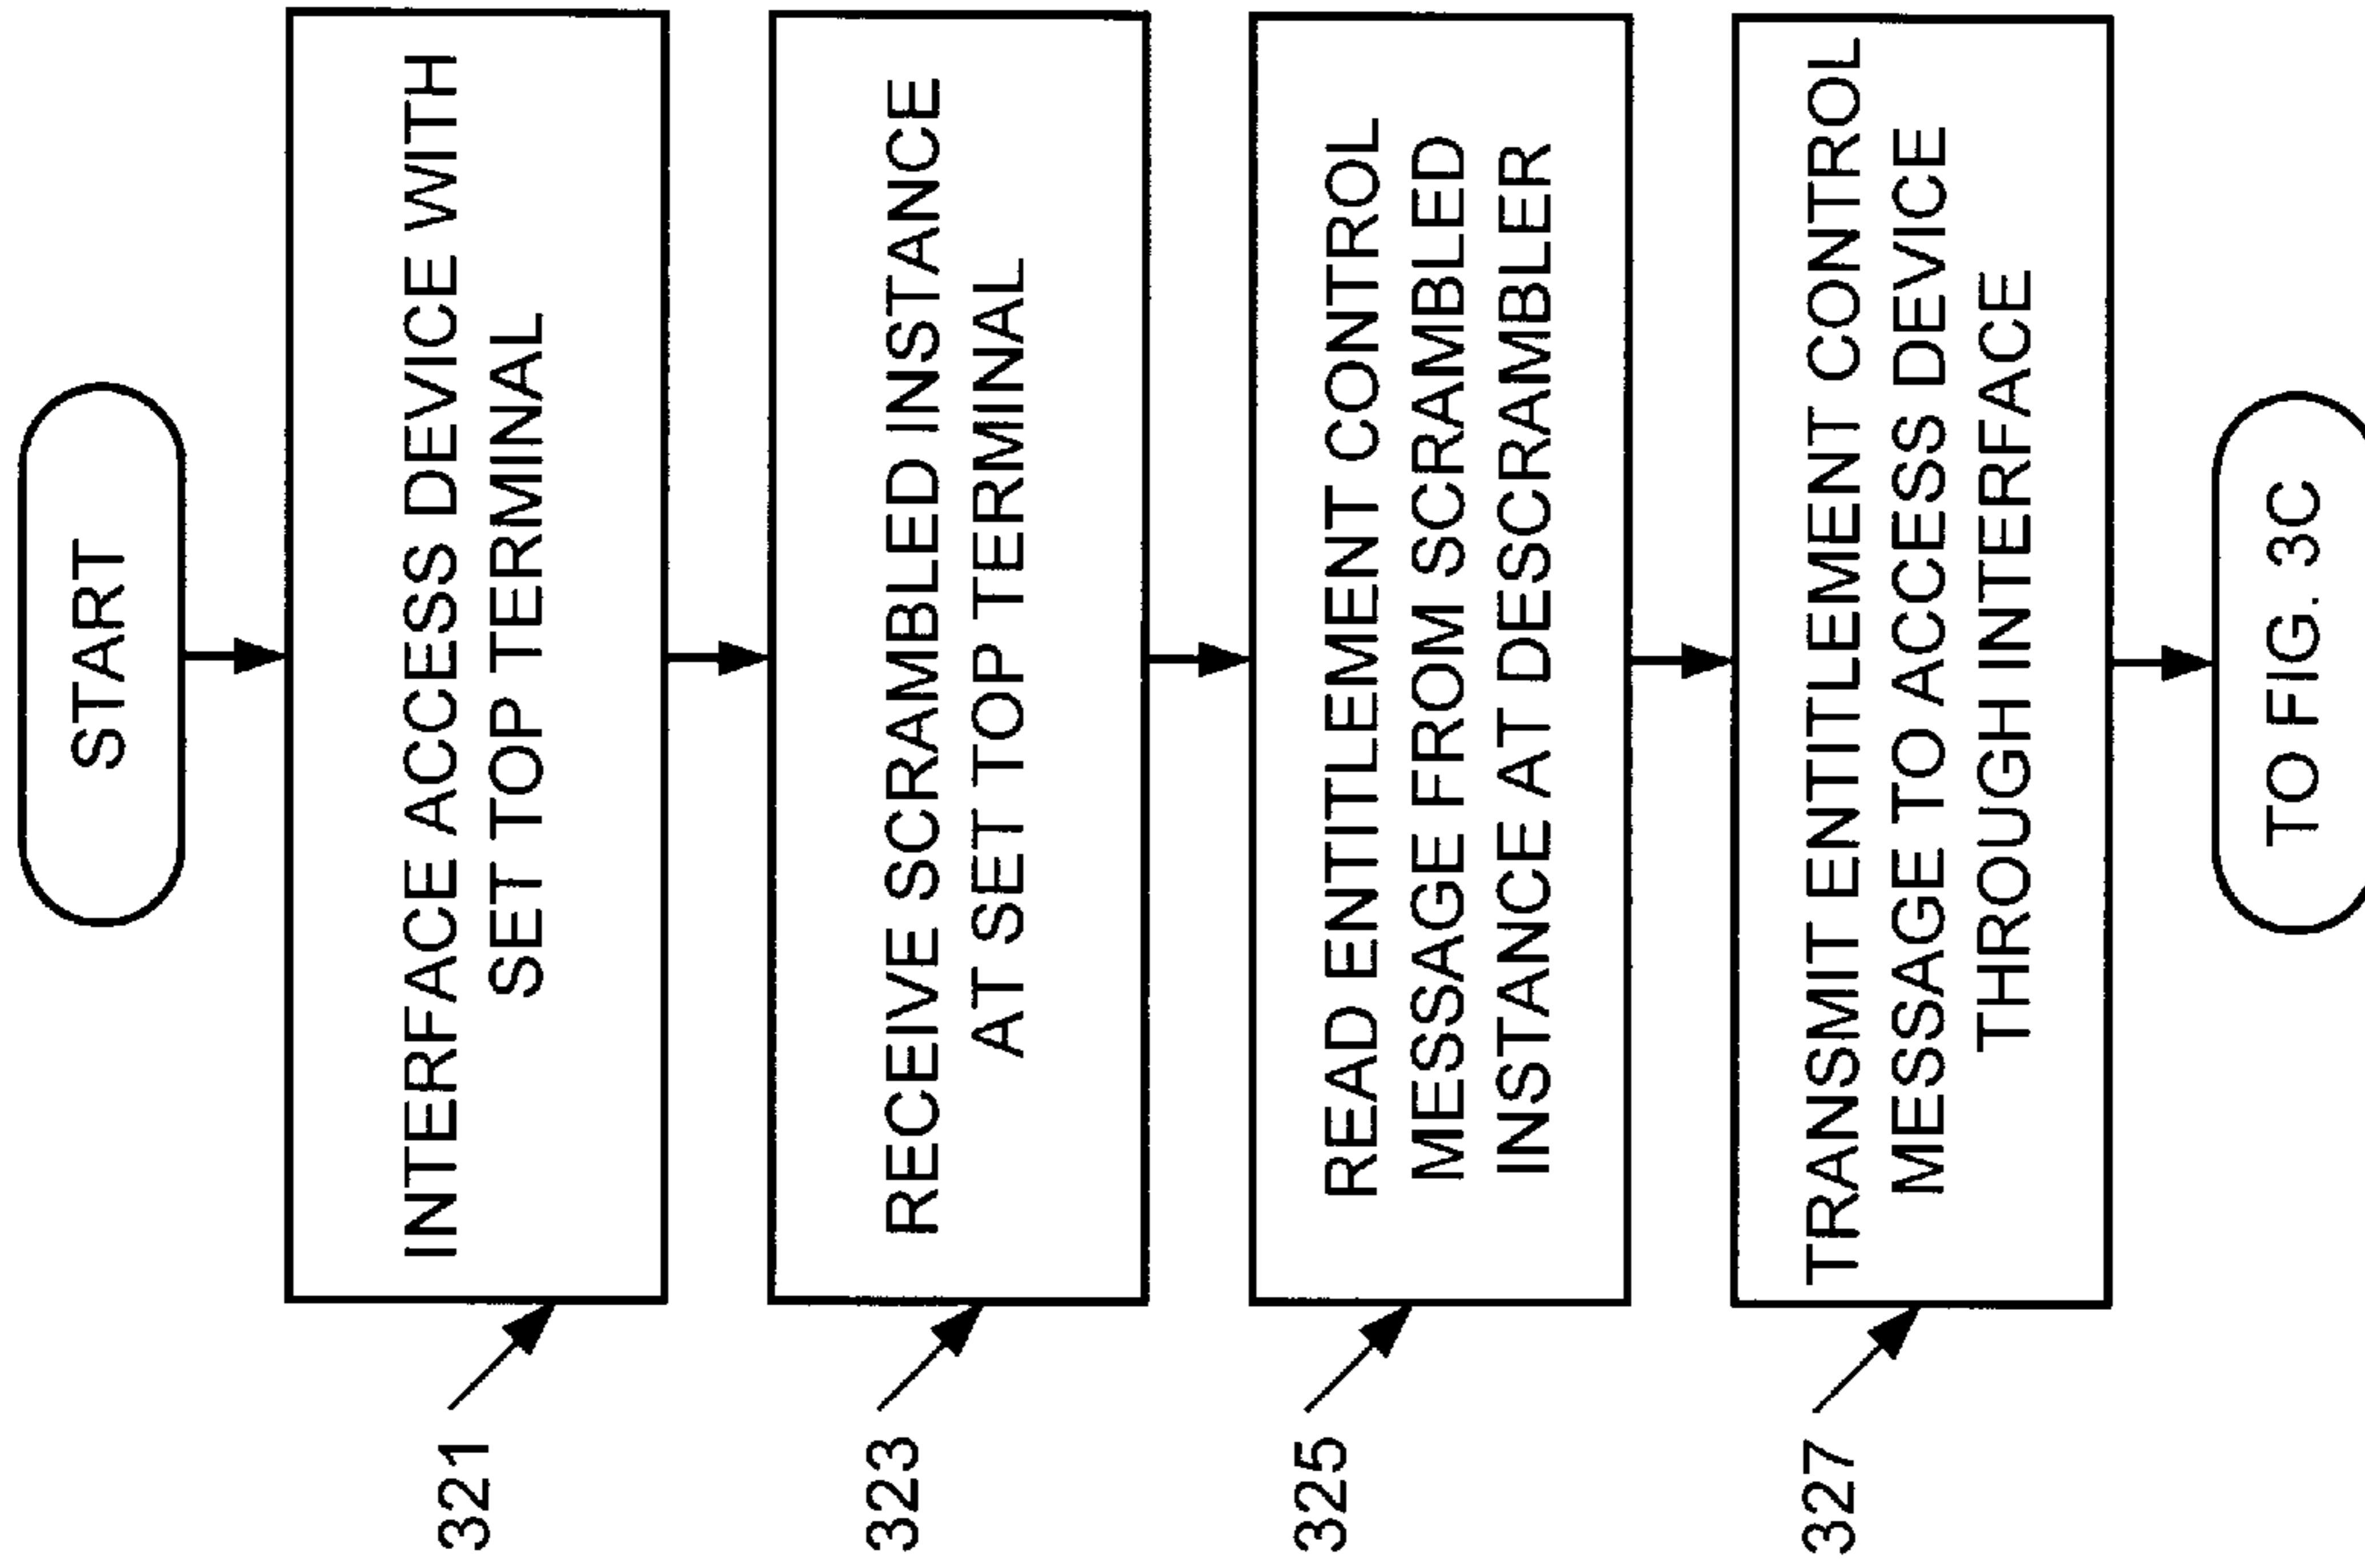 START
321
INTERFACE ACCESS DEVICE WITH
SET TOP TERMINAL
323
RECEIVE SCRAMBLED INSTANCE
AT SET TOP TERMINAL
325
READ ENTITLEMENT CONTROL
MESSAGE FROM SCRAMBLED
INSTANCE AT DESCRAMBLER
327
TRANSMIT ENTITLEMENT CONTROL
MESSAGE TO ACCESS DEVICE
THROUGH INTERFACE
TO FIG. 3C